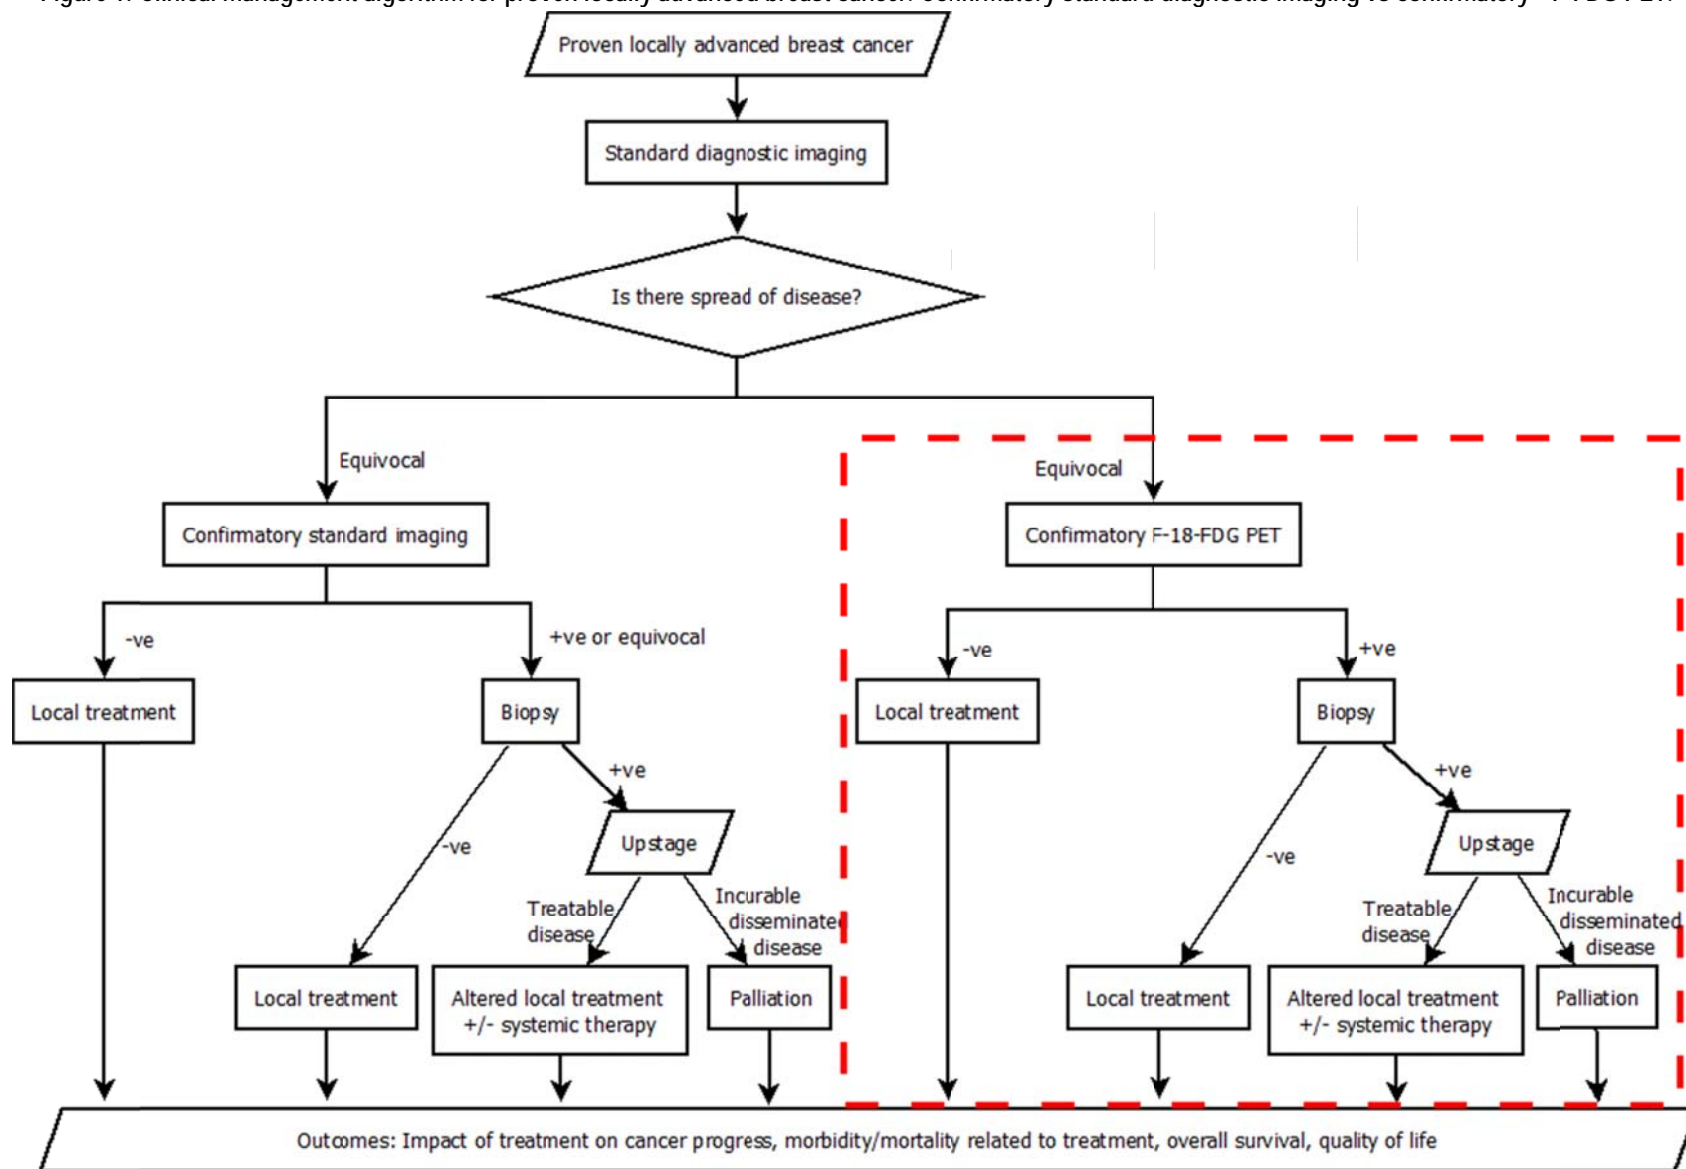 Proven locally advanced breast cancer
Standard diagnostic imaging
Is there spread of disease?
Equivocal
Equivocal
Confirmatory standard imaging
Confirmatory F-18-FDG PET
-ve
+ve or equivocal
-ve
+ve
Local treatment
Biopsy
Local treatment
Biopsy
+ve
+ve
Upstage
Upstage
-ve
-ve
Treatable
disease
Incurable
disseminated
disease
Treatable
disease
Incurable
disseminated
disease
Local treatment
Altered local treatment
+/- systemic therapy
Palliation
Local treatment
Altered local treatment
+/- systemic therapy
Palliation
Outcomes: Impact of treatment on cancer progress, morbidity/mortality related to treatment, overall survival, quality of life